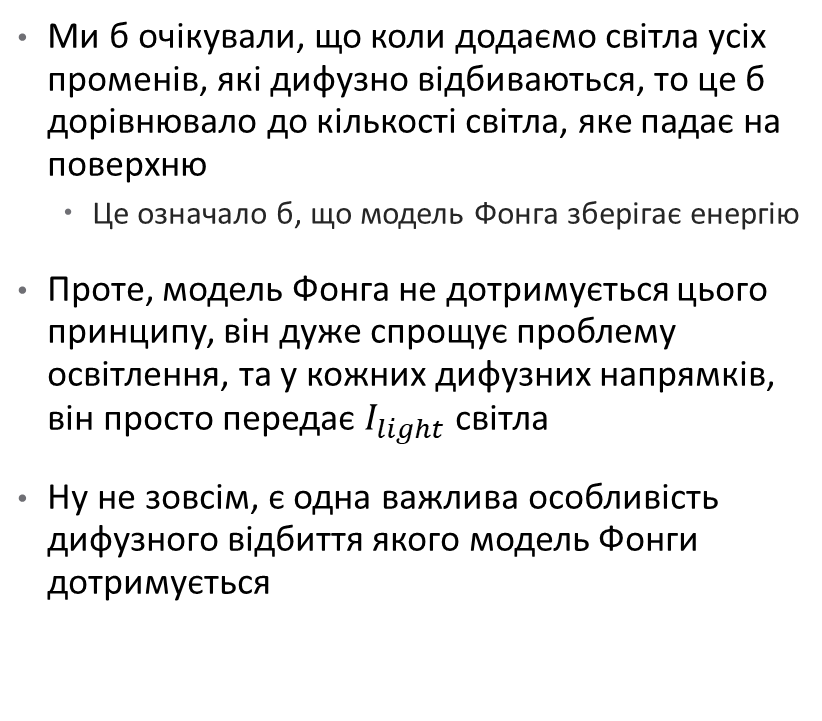 • Ми б очікували, що коли додаємо світла усіх
променів, які дифузно відбиваються, то це б
дорівнювало до кількості світла, яке падає на
поверхню
• Це означало б, що модель Фонга зберігає енергію
• Проте, модель Фонга не дотримується цього
принципу, він дуже спрощує проблему
освітлення, та у кожних дифузних напрямків,
він просто передає I_light світла
• Ну не зовсім, є одна важлива особливість
дифузного відбиття якого модель Фонги
дотримується